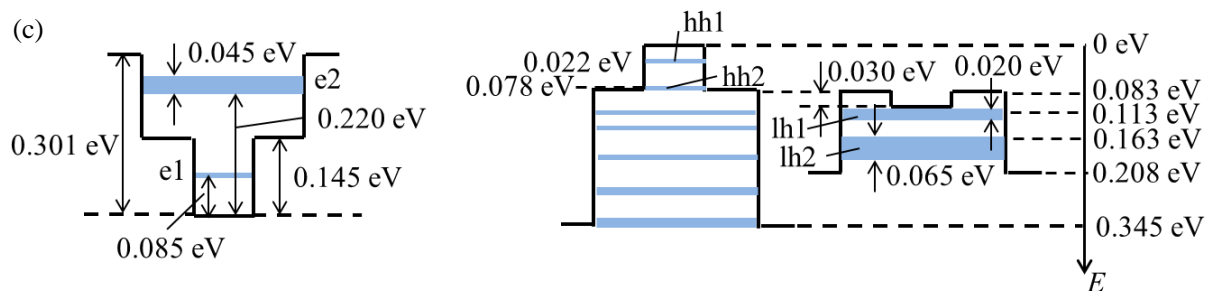 (c)
0.045 eV
e2
0.220 eV
0.301 eV
e1
0.145 eV
0.085 eV
hh1
0.022 eV
0.078 eV
hh2
0.030 eV
0.020 eV
lh1
lh2
0.065 eV
0 eV
0.083 eV
0.113 eV
0.163 eV
0.208 eV
0.345 eV
E